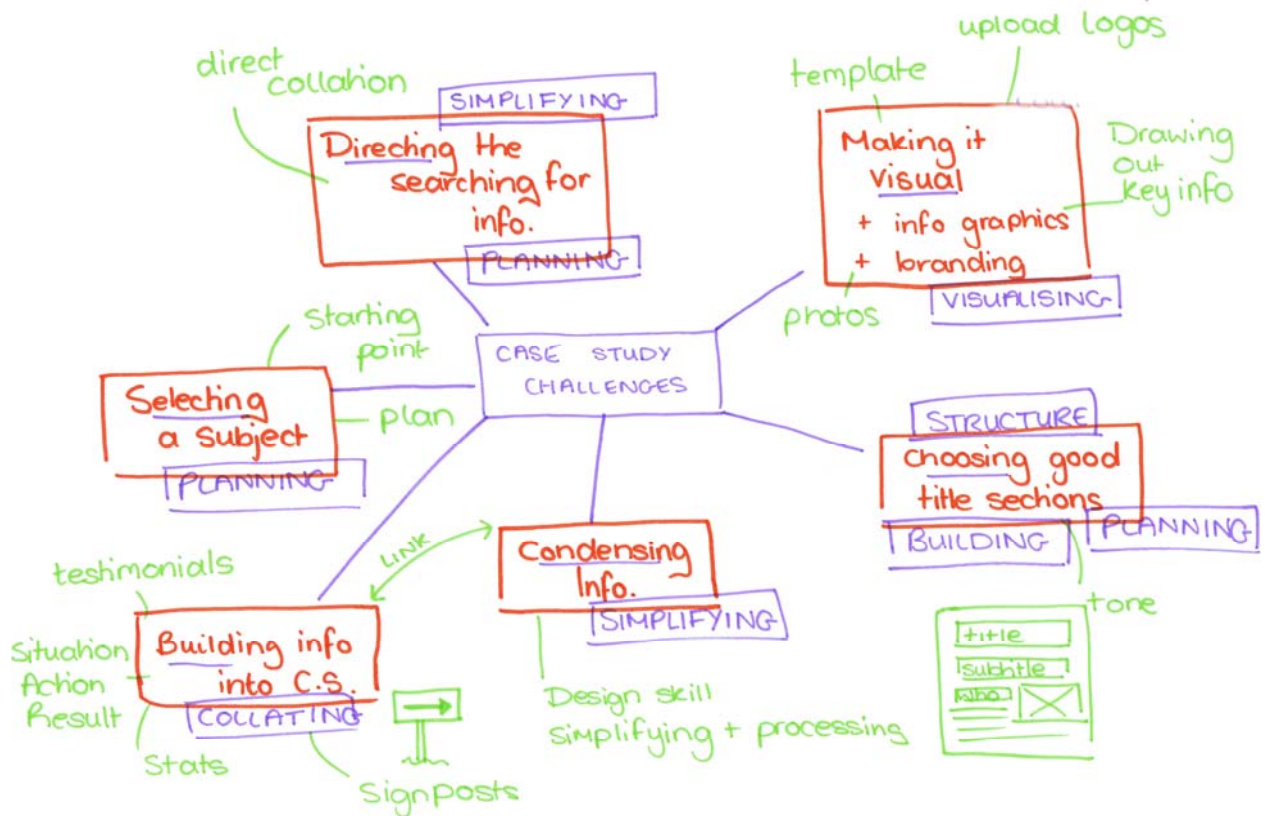 upload logos
direct
collation
template
SIMPLIFYING
Directing the
searching for
info.
PLANNING
Making it
visual
+ info graphics
+ branding
VISUALISING
Drawing
out
key info
photos
starting
point
CASE STUDY
CHALLENGES
Selecting
a subject
plan
PLANNING
STRUCTURE
choosing good
title sections
BUILDING
PLANNING
tone
LINK
Condensing
Info.
SIMPLIFYING
Design skill
simplifying + processing
testimonials
Building info
into C.S.
COLLATING
Situation
Action
Result
Stats
Signposts
title
subtitle
who